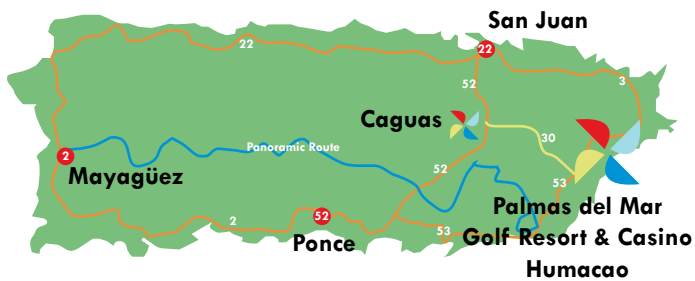 San Juan
22
22
3
52
Caguas
30
Panoramic Route
2
52
53
Mayagüez
Palmas del Mar
Golf Resort & Casino
Humacao
2
52
53
Ponce